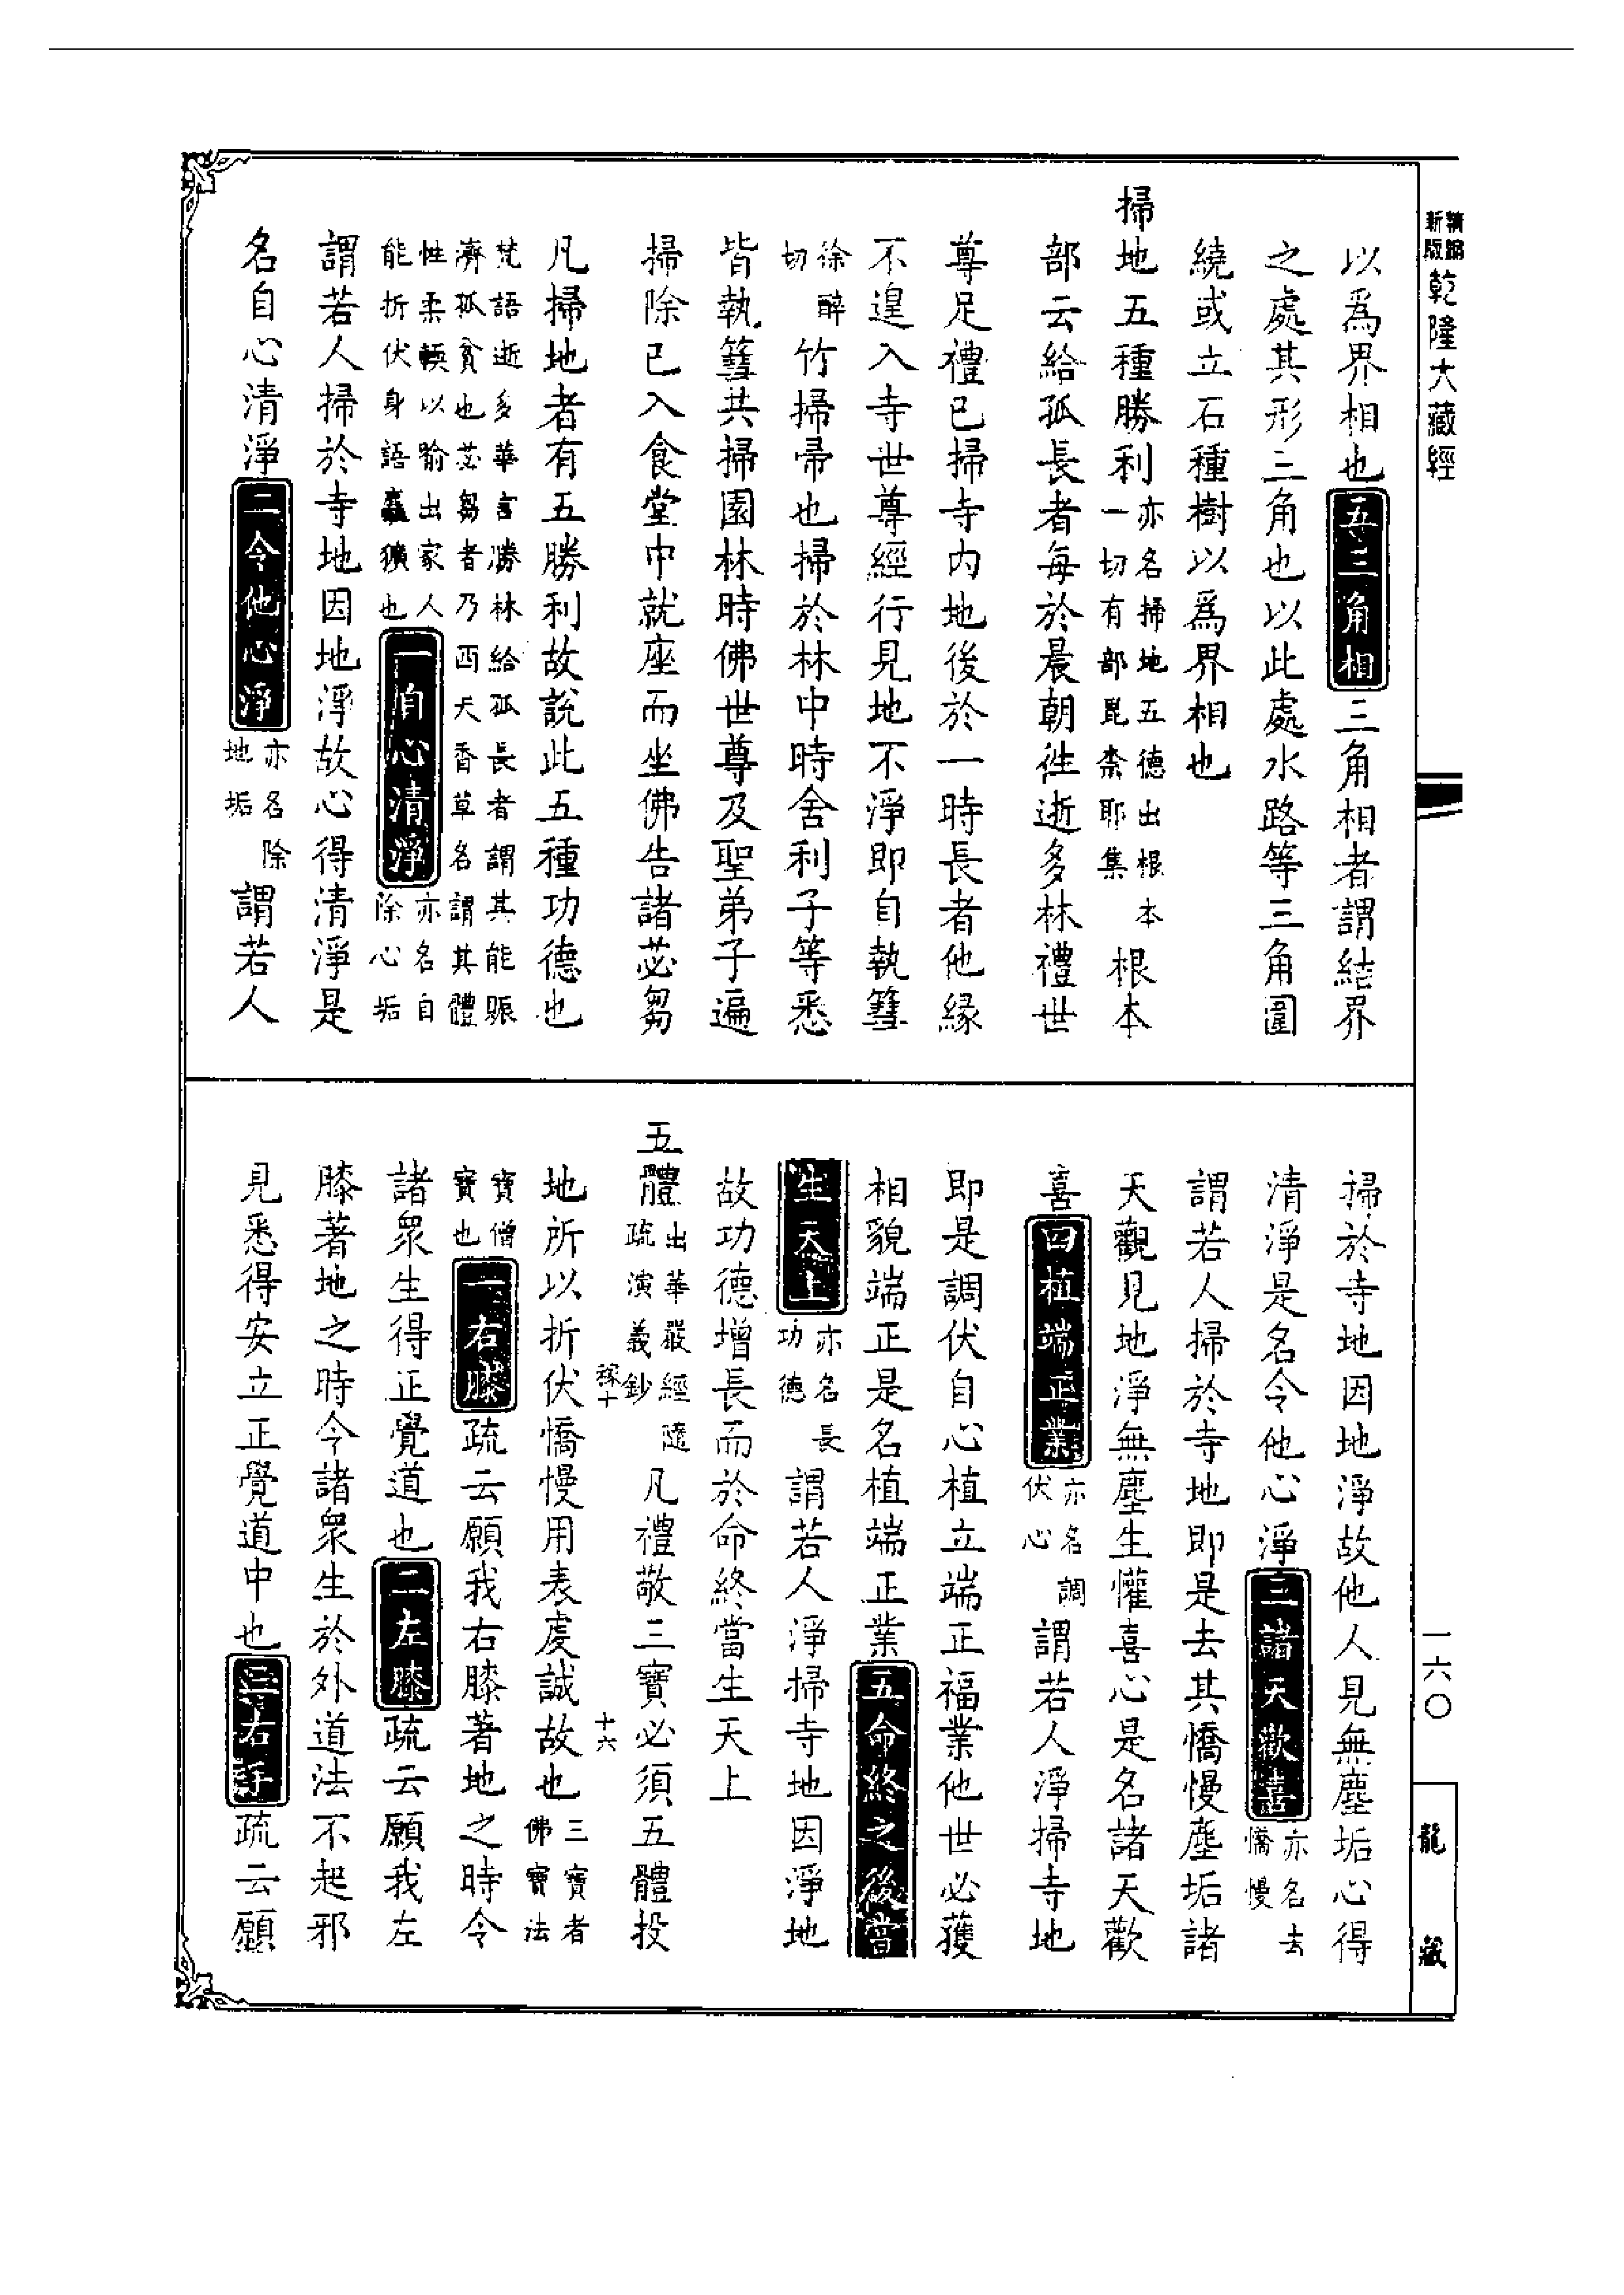 新版
精縮
乾隆大藏經
以爲界相也五三角相三角相者謂結界
之處其形三角也以此處水路等三角圍
繞或立石種樹以爲界相也
掃地五種勝利亦名掃地五德出根本一切有部毘柰耶集根本
部云給孤長者每於晨朝徃逝多林禮世
尊足禮已掃寺内地後於一時長者他緣
不遑入寺世尊經行見地不淨即自執篲
徐醉切竹掃帚也掃於林中時舍利子等悉
皆執篲共掃園林時佛世尊及聖弟子遍
掃除已入食堂中就座而坐佛告諸苾芻
凡掃地者有五勝利故説此五種功德也
梵語逝多華言勝林給孤長者謂其能賑
濟孤貧也苾芻者乃西天香草名謂其體
性柔輭以喻出家人
能折伏身語麤獷也一自心清淨亦名自除心垢
謂若人掃於寺地因地淨故心得清淨是
名自心清淨二令他心淨亦名除地垢謂若人
掃於寺地因地淨故他人見無塵垢心得
清淨是名令他心淨三諸天歡喜亦名去憍慢
謂若人掃於寺地即是去其憍慢塵垢諸
天觀見地淨無塵生懽喜心是名諸天歡
喜四植端正業亦名調伏心謂若人淨掃寺地
即是調伏自心植立端正福業他世必獲
相貌端正是名植端正業五命終之後當
生天上亦名長功德謂若人淨掃寺地因淨地
故功德增長而於命終當生天上
五體出華嚴經隨疏演義鈔凡禮敬三寶必須五體投
地所以折伏憍慢用表虔誠故也三寶者佛寶法
寶僧寶也一右膝疏云願我右膝著地之時令
諸衆生得正覺道也二左膝疏云願我左
膝著地之時令諸衆生於外道法不起邪
見悉得安立正覺道中也三右手疏云願
一六〇
龍藏